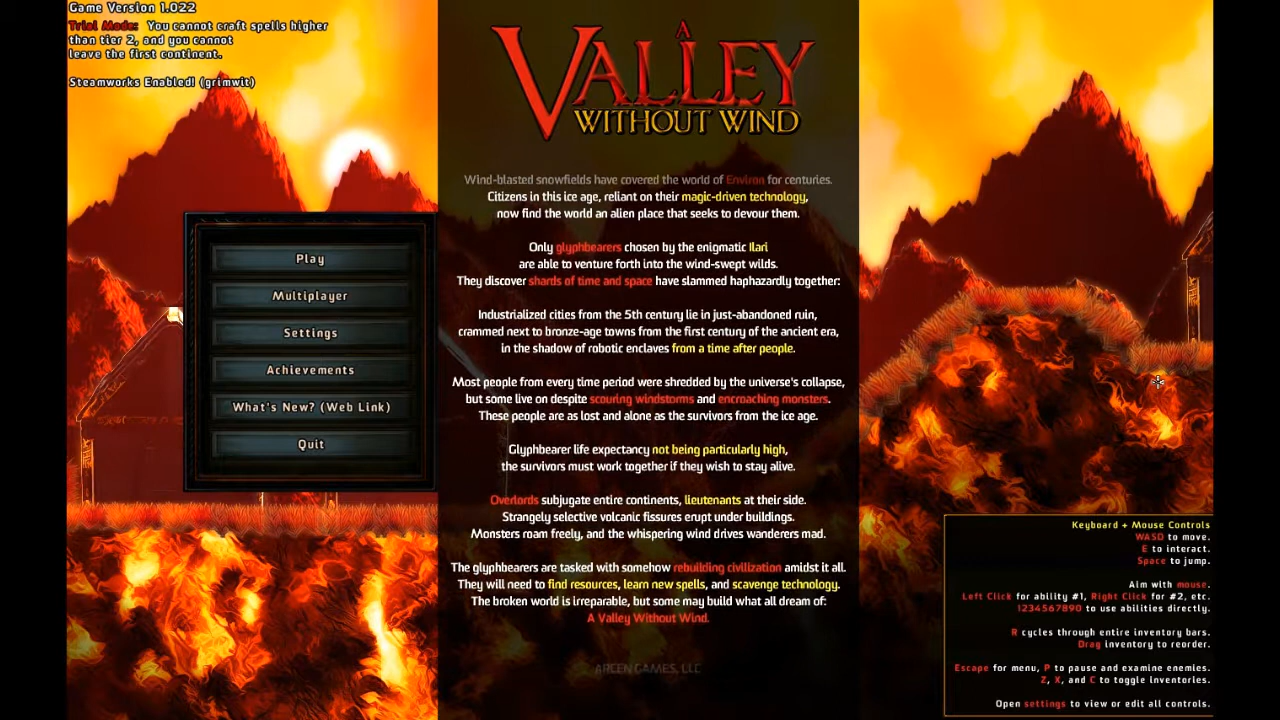 Game Version 1.022
Trial Mode: You cannot craft spells higher
than tier 2, and you cannot
leave the first continent.
Steamworks Enabled! (grimwit)
A
VALLEY
WITHOUT WIND
Wind-blasted snowfields have covered the world of Environ for centuries.
Citizens in this ice age, reliant on their magic-driven technology,
now find the world an alien place that seeks to devour them.
Only glyphbearers chosen by the enigmatic Ilari
are able to venture forth into the wind-swept wilds.
They discover shards of time and space have slammed haphazardly together:
Industrialized cities from the 5th century lie in just-abandoned ruin,
crammed next to bronze-age towns from the first century of the ancient era,
in the shadow of robotic enclaves from a time after people.
Most people from every time period were shredded by the universe's collapse,
but some live on despite scouring windstorms and encroaching monsters.
These people are as lost and alone as the survivors from the ice age.
Glyphbearer life expectancy not being particularly high,
the survivors must work together if they wish to stay alive.
Overlords subjugate entire continents, lieutenants at their side.
Strangely selective volcanic fissures erupt under buildings.
Monsters roam freely, and the whispering wind drives wanderers mad.
The glyphbearers are tasked with somehow rebuilding civilization amidst it all.
They will need to find resources, learn new spells, and scavenge technology.
The broken world is irreparable, but some may build what all dream of:
A Valley Without Wind.
ARCEN GAMES, LLC
Play
Multiplayer
Settings
Achievements
What's New? (Web Link)
Quit
Keyboard + Mouse Controls
WASD to move.
E to interact.
Space to jump.
Aim with mouse.
Left Click for ability #1, Right Click for #2, etc.
1234567890 to use abilities directly.
R cycles through entire inventory bars.
Drag inventory to reorder.
Escape for menu, P to pause and examine enemies.
Z, X, and C to toggle inventories.
Open settings to view or edit all controls.